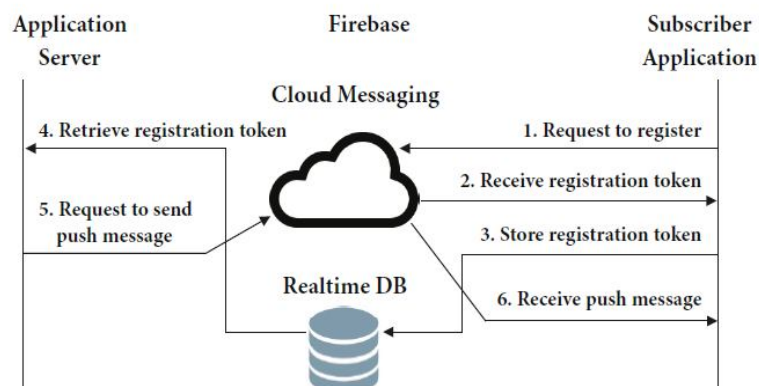 Application
Server
Firebase
Subscriber
Application
Cloud Messaging
4. Retrieve registration token
1. Request to register
2. Receive registration token
5. Request to send
push message
3. Store registration token
Realtime DB
6. Receive push message